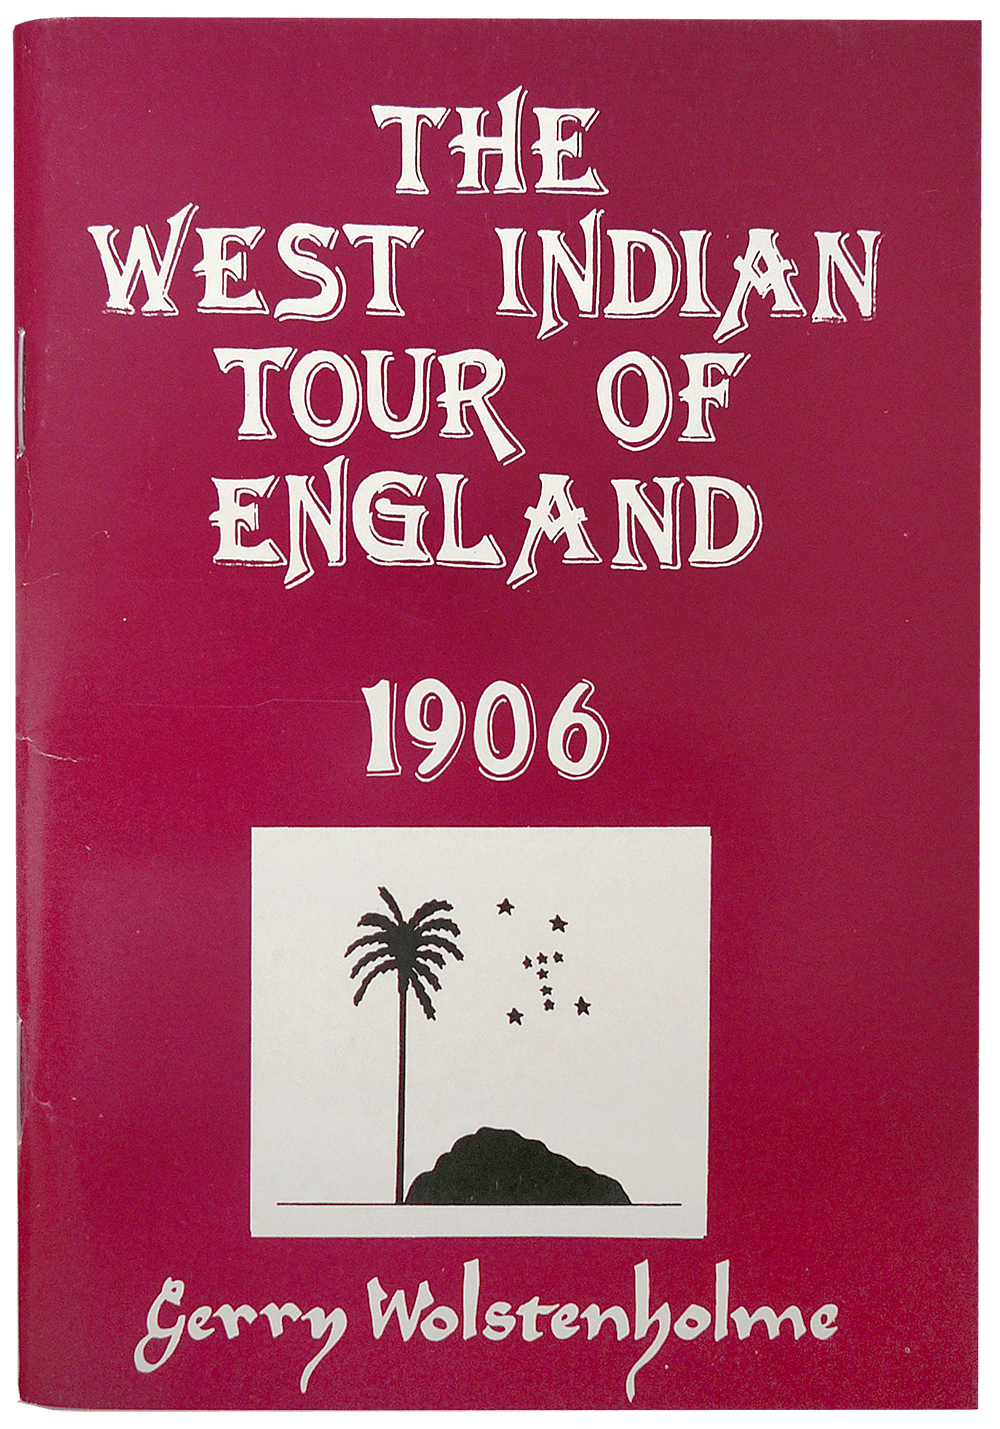 THE
WEST INDIAN
TOUR OF
ENGLAND
1906
Gerry Wolstenholme